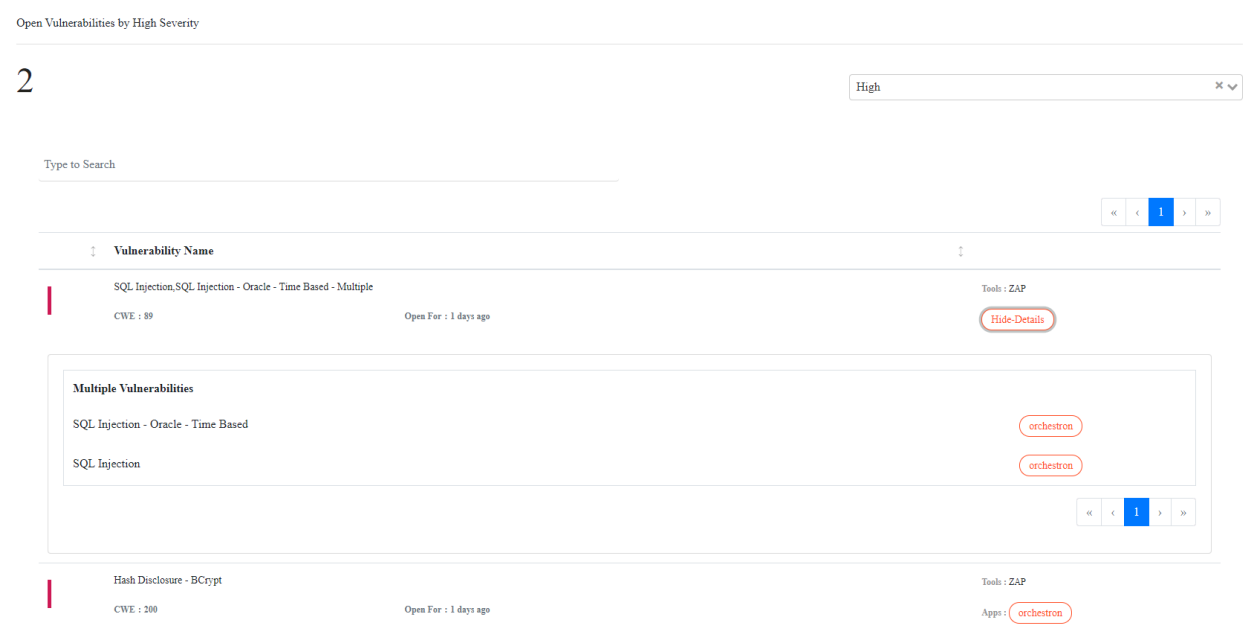 Open Vulnerabilities by High Severity
2
High
Type to Search
« ‹ 1 › »
Vulnerability Name
SQL Injection,SQL Injection - Oracle - Time Based - Multiple
Tools : ZAP
CWE : 89 Open For : 1 days ago
Hide-Details
Multiple Vulnerabilities
SQL Injection - Oracle - Time Based orchestron
SQL Injection orchestron
« ‹ 1 › »
Hash Disclosure - BCrypt
Tools : ZAP
CWE : 200 Open For : 1 days ago
Apps : orchestron